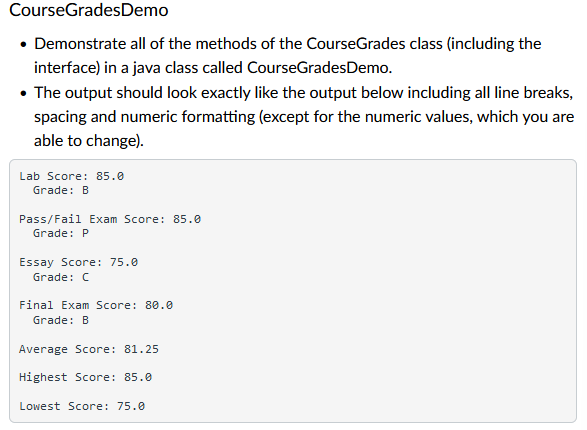 CourseGradesDemo
• Demonstrate all of the methods of the CourseGrades class (including the
interface) in a java class called CourseGradesDemo.
• The output should look exactly like the output below including all line breaks,
spacing and numeric formatting (except for the numeric values, which you are
able to change).
Lab Score: 85.0
  Grade: B
Pass/Fail Exam Score: 85.0
  Grade: P
Essay Score: 75.0
  Grade: C
Final Exam Score: 80.0
  Grade: B
Average Score: 81.25
Highest Score: 85.0
Lowest Score: 75.0